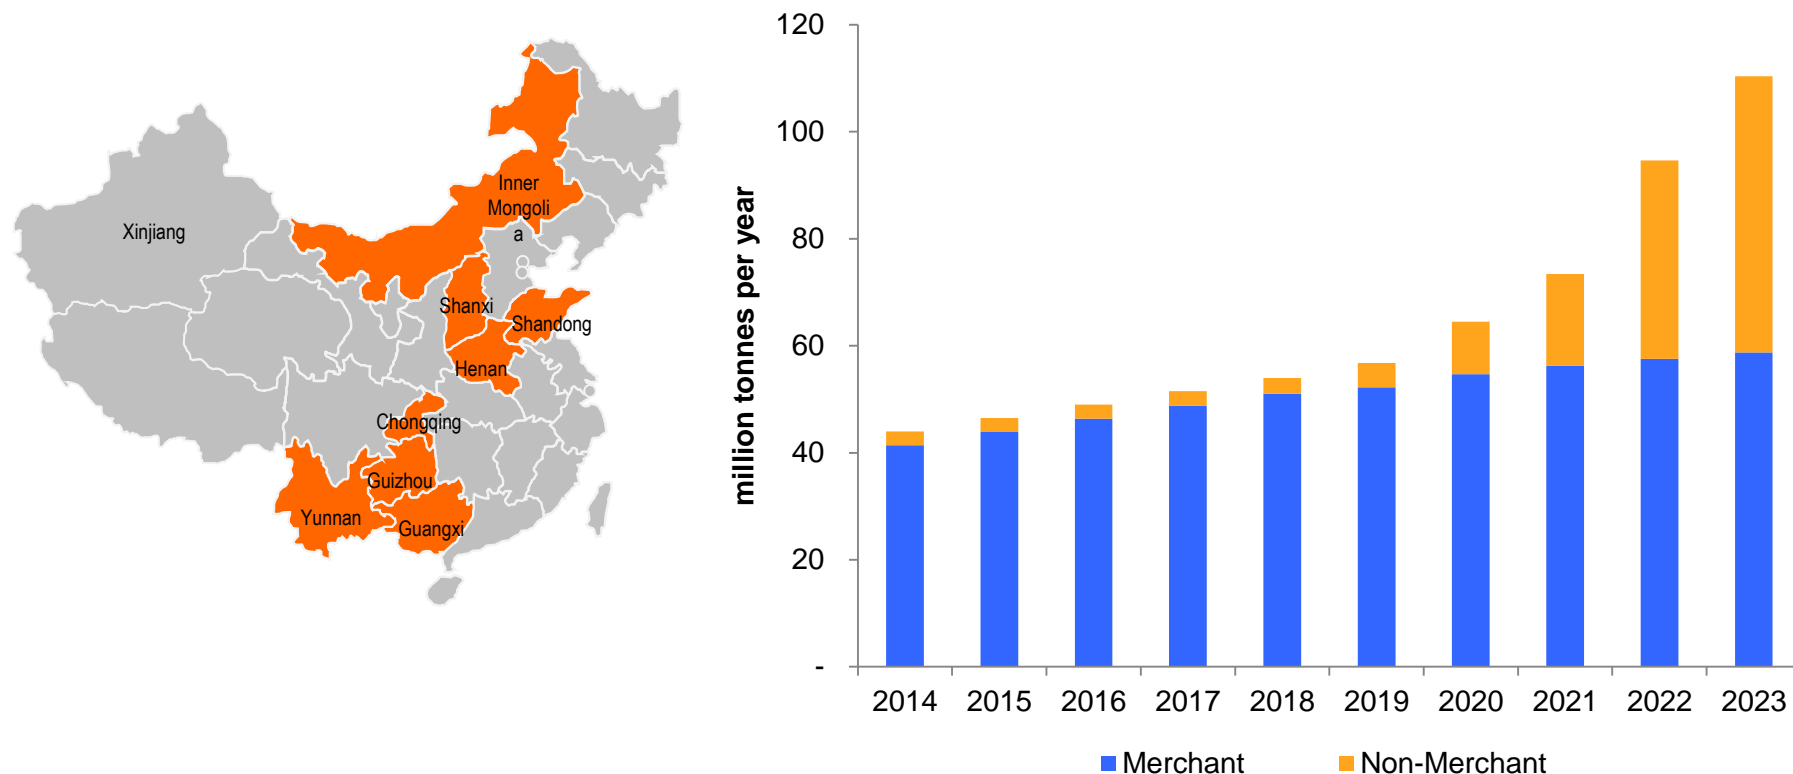 Xinjiang
Inner
Mongoli
a
Shanxi
Shandong
Henan
Chongqing
Guizhou
Yunnan
Guangxi
million tonnes per year
120
100
80
60
40
20
-
2014 2015 2016 2017 2018 2019 2020 2021 2022 2023
Merchant Non-Merchant